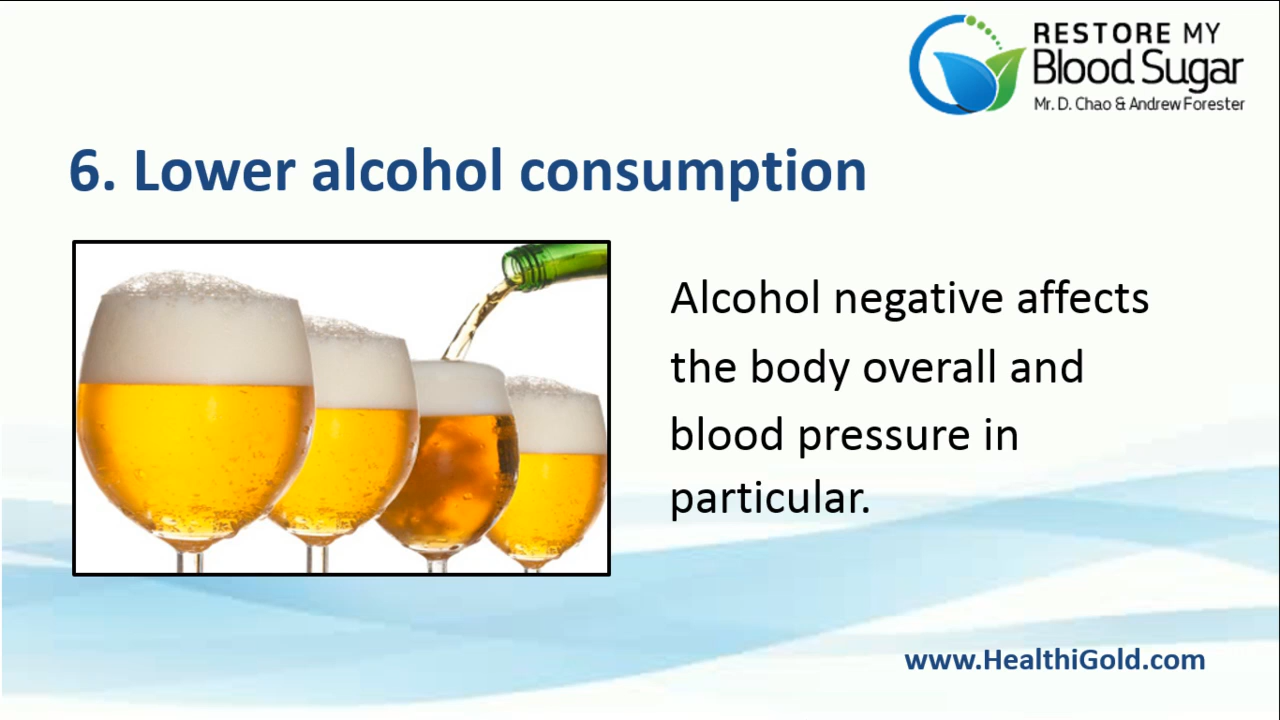 RESTORE MY
Blood Sugar
Mr. D. Chao & Andrew Forester
6. Lower alcohol consumption
Alcohol negative affects
the body overall and
blood pressure in
particular.
www.HealthiGold.com